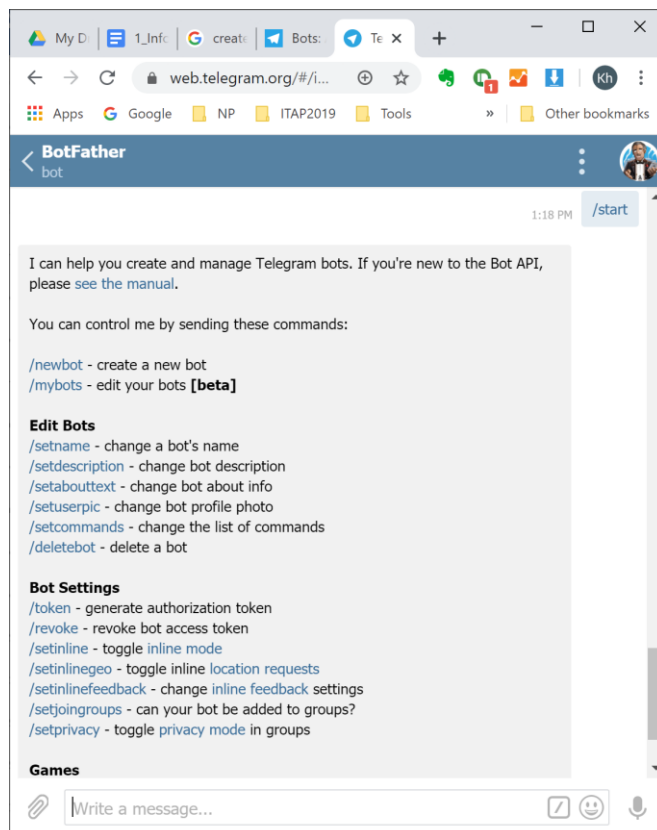 My D
1_Info
create
Bots:
Te
web.telegram.org/#/i...
1
Kh
Apps
Google
NP
ITAP2019
Tools
»
Other bookmarks
BotFather
bot
1:18 PM
/start
I can help you create and manage Telegram bots. If you're new to the Bot API,
please see the manual.
You can control me by sending these commands:
/newbot - create a new bot
/mybots - edit your bots [beta]
Edit Bots
/setname - change a bot's name
/setdescription - change bot description
/setabouttext - change bot about info
/setuserpic - change bot profile photo
/setcommands - change the list of commands
/deletebot - delete a bot
Bot Settings
/token - generate authorization token
/revoke - revoke bot access token
/setinline - toggle inline mode
/setinlinegeo - toggle inline location requests
/setinlinefeedback - change inline feedback settings
/setjoingroups - can your bot be added to groups?
/setprivacy - toggle privacy mode in groups
Games
Write a message...